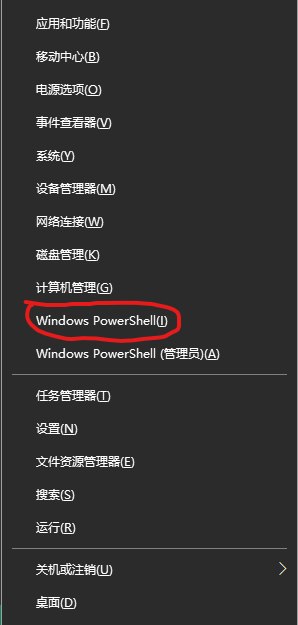 应用和功能(F)
移动中心(B)
电源选项(O)
事件查看器(V)
系统(Y)
设备管理器(M)
网络连接(W)
磁盘管理(K)
计算机管理(G)
Windows PowerShell(I)
Windows PowerShell (管理员)(A)
任务管理器(T)
设置(N)
文件资源管理器(E)
搜索(S)
运行(R)
关机或注销(U)
桌面(D)